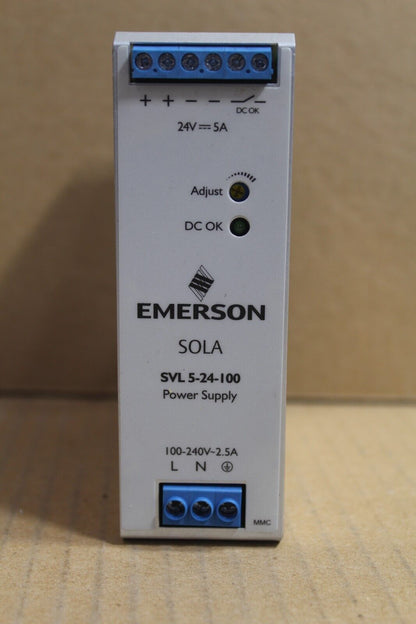 + + – –
DC OK
24V⎓5A
Adjust
DC OK
EMERSON
SOLA
SVL 5-24-100
Power Supply
100-240V~2.5A
L N ⏚
MMC